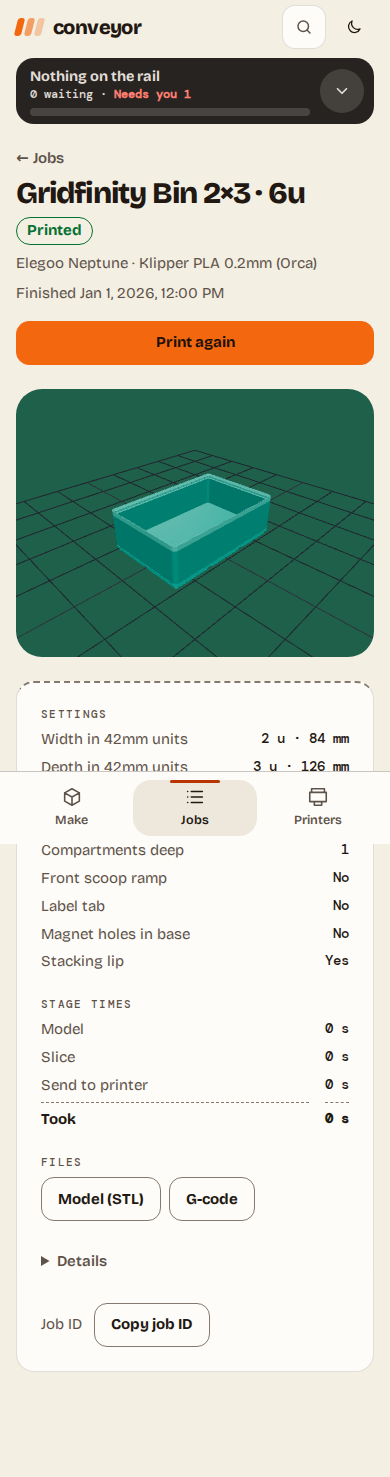 conveyor
Nothing on the rail
0 waiting · Needs you 1
← Jobs
Gridfinity Bin 2×3 · 6u
Printed
Elegoo Neptune · Klipper PLA 0.2mm (Orca)
Finished Jan 1, 2026, 12:00 PM
Print again
SETTINGS
Width in 42mm units 2 u · 84 mm
Depth in 42mm units 3 u · 126 mm
Make Jobs Printers
Compartments deep 1
Front scoop ramp No
Label tab No
Magnet holes in base No
Stacking lip Yes
STAGE TIMES
Model 0 s
Slice 0 s
Send to printer 0 s
Took 0 s
FILES
Model (STL) G-code
▶ Details
Job ID Copy job ID